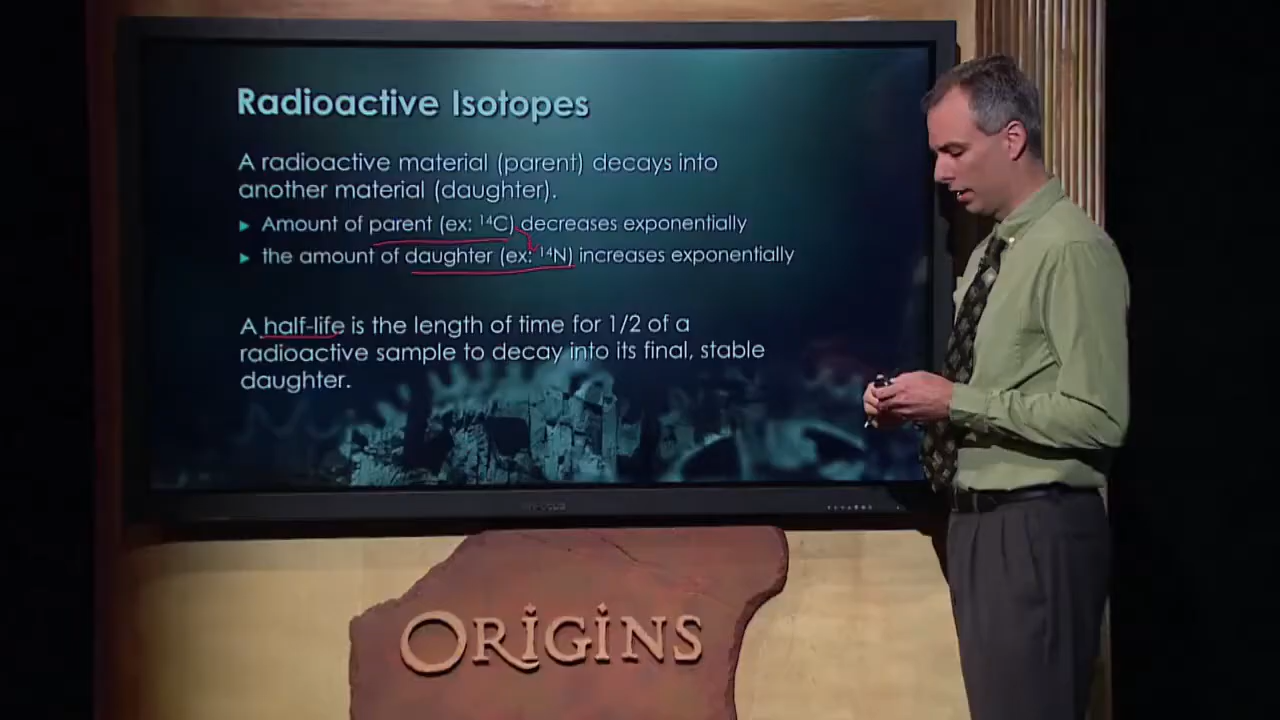 Radioactive Isotopes
A radioactive material (parent) decays into
another material (daughter).
▸ Amount of parent (ex: ¹⁴C) decreases exponentially
▸ the amount of daughter (ex: ¹⁴N) increases exponentially
A half-life is the length of time for 1/2 of a
radioactive sample to decay into its final, stable
daughter.
ORIGINS